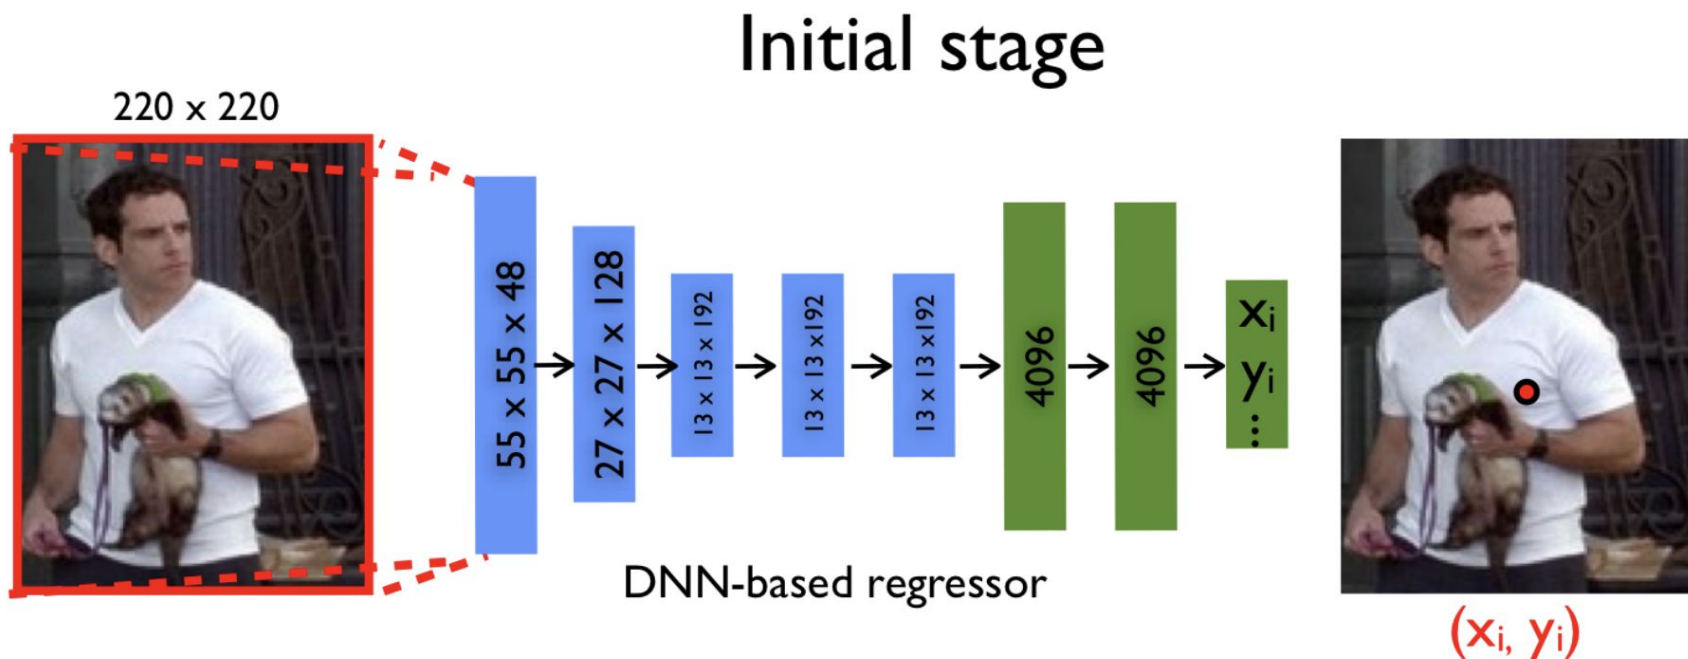 Initial stage
220 x 220
55 x 55 x 48
27 x 27 x 128
13 x 13 x 192
13 x 13 x192
13 x 13 x192
4096
4096
xi
yi
...
DNN-based regressor
(xi, yi)